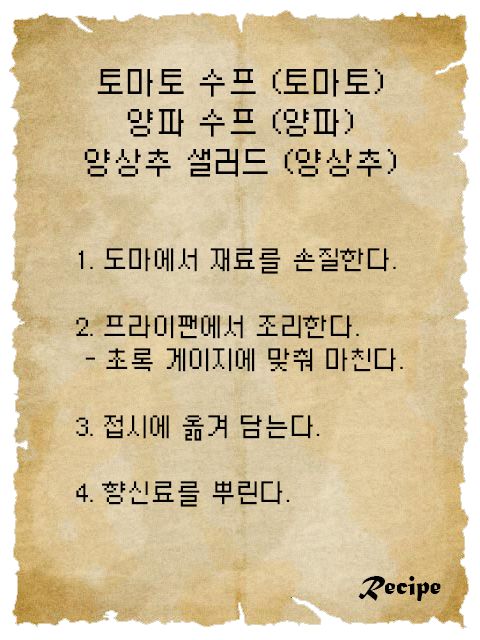 토마토 수프 (토마토)
양파 수프 (양파)
양상추 샐러드 (양상추)
1. 도마에서 재료를 손질한다.
2. 프라이팬에서 조리한다.
- 초록 게이지에 맞춰 마친다.
3. 접시에 옮겨 담는다.
4. 향신료를 뿌린다.
Recipe